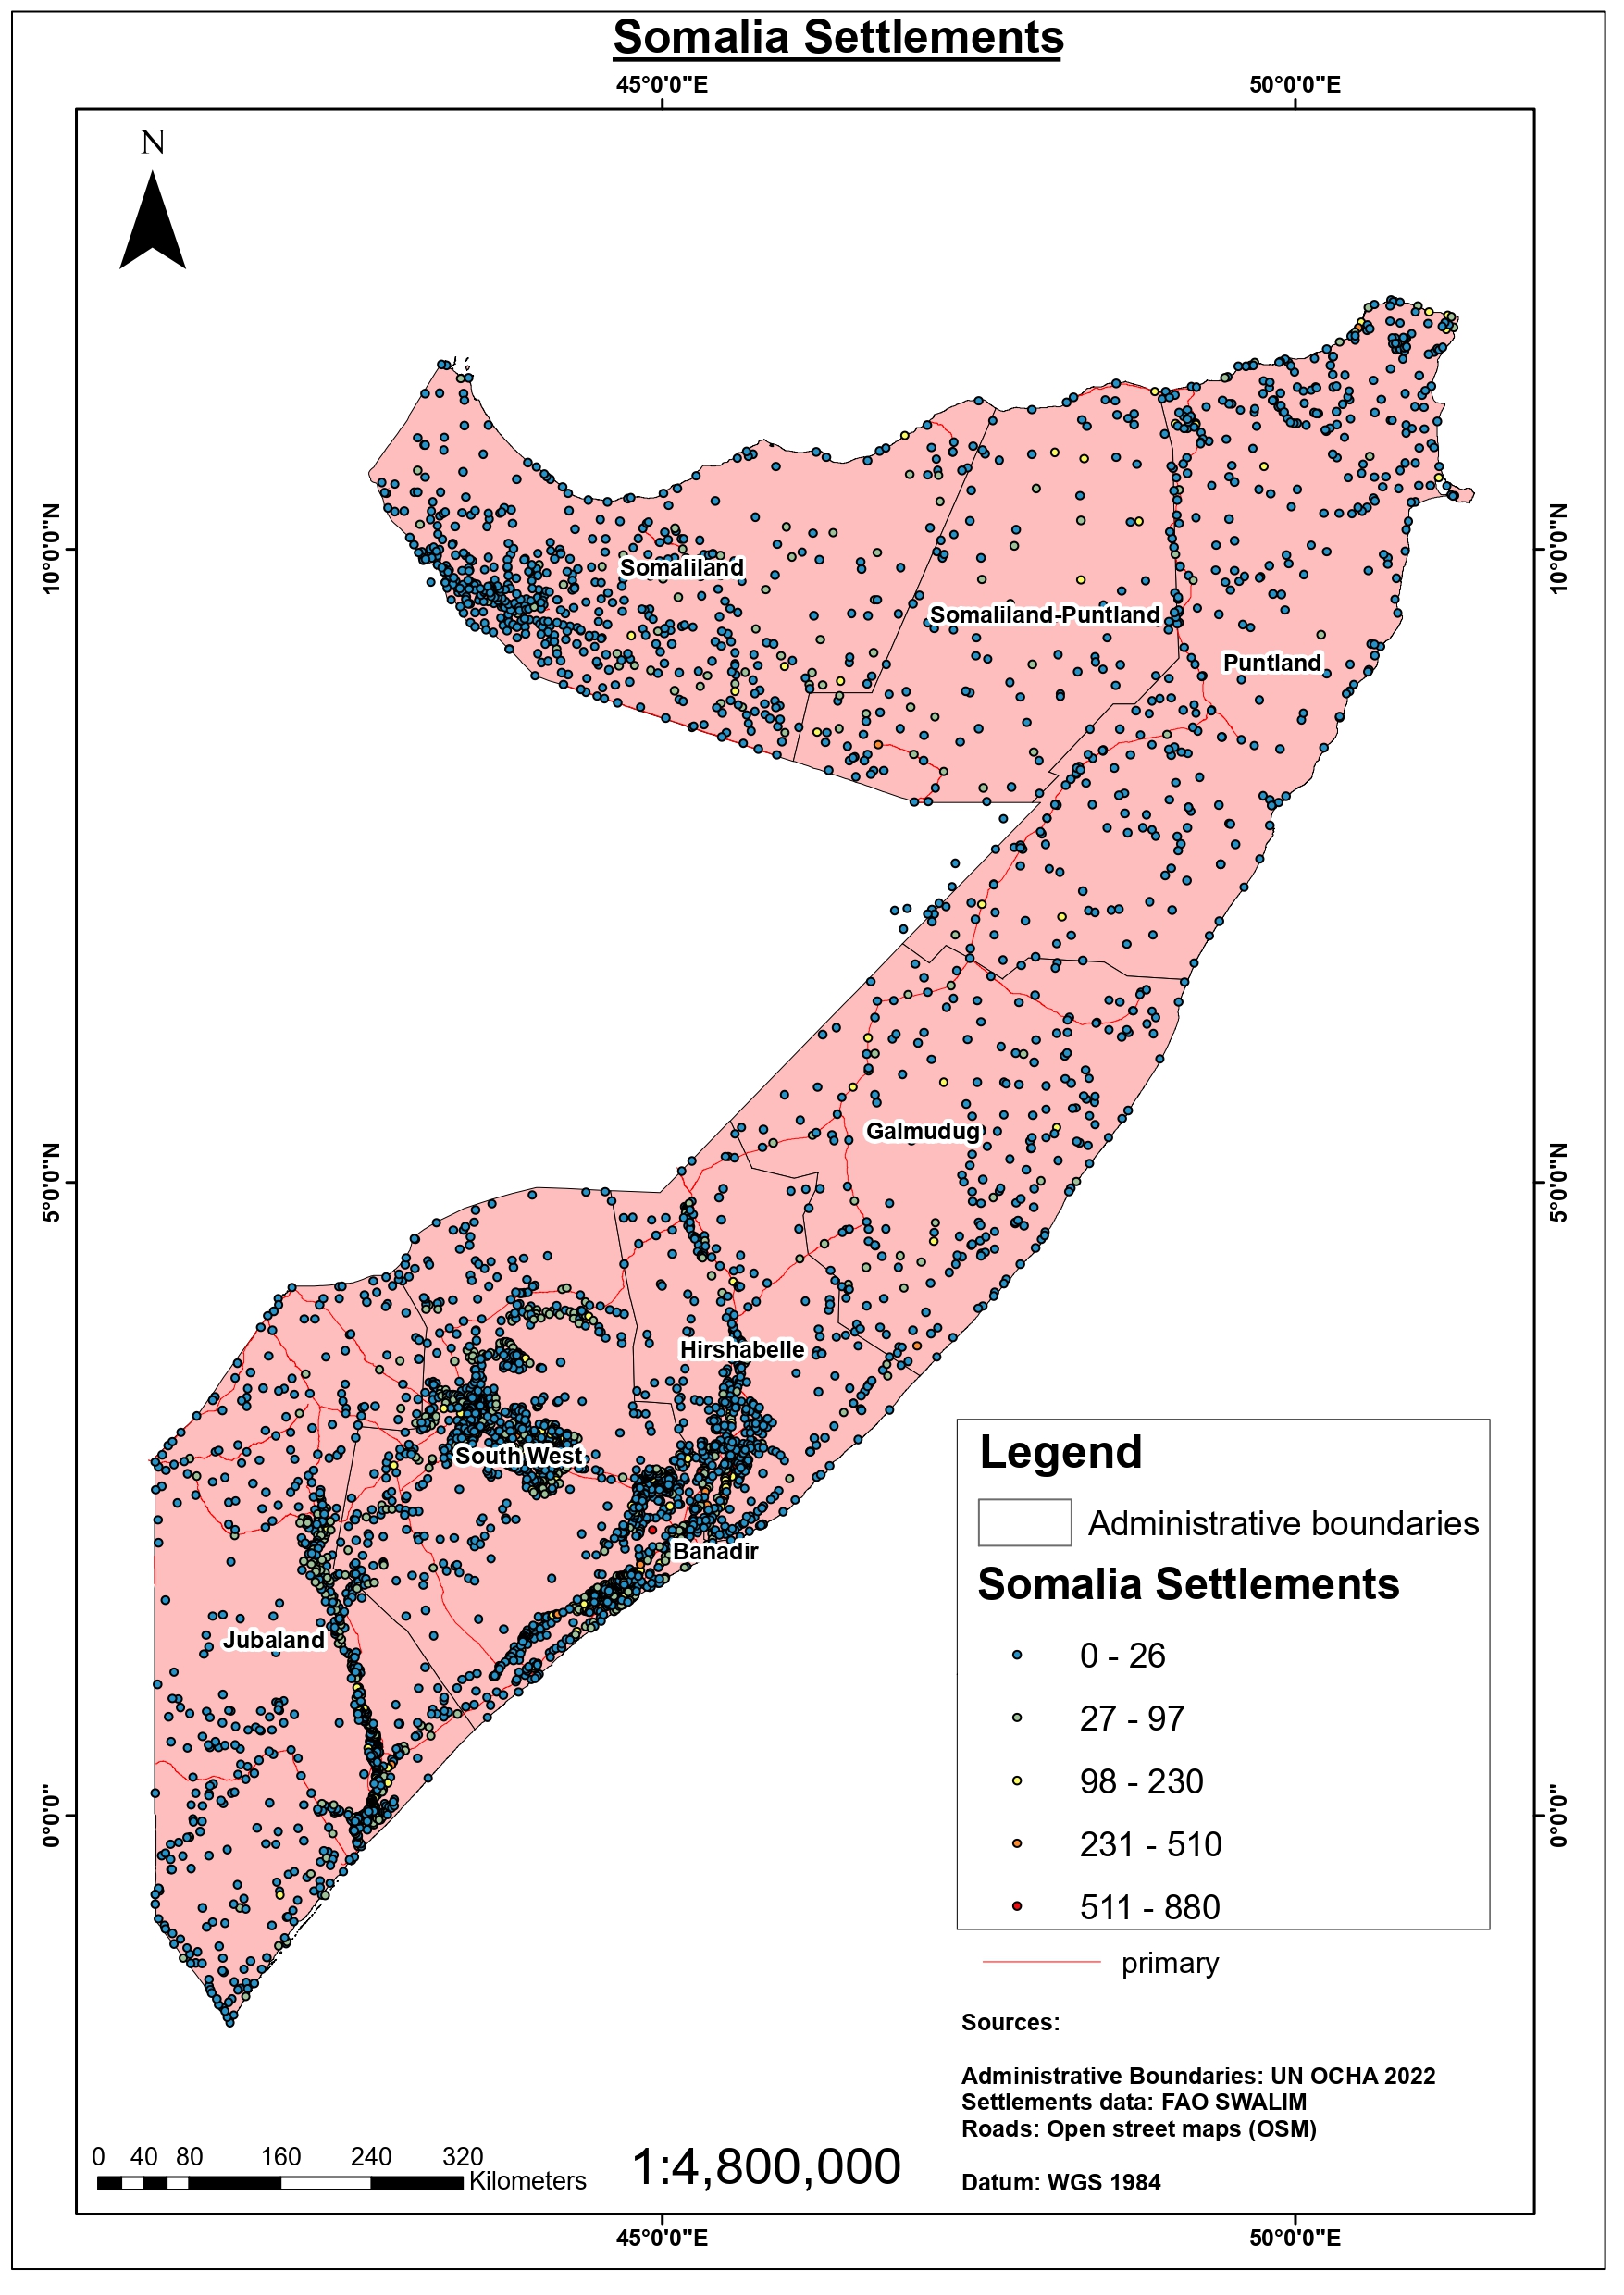 Somalia Settlements
45°0'0"E
50°0'0"E
N
10°0'0"N
10°0'0"N
Somaliland
Somaliland-Puntland
Puntland
Galmudug
5°0'0"N
5°0'0"N
Hirshabelle
South West
Banadir
Jubaland
0°0'0"
0°0'0"
Legend
Administrative boundaries
Somalia Settlements
0 - 26
27 - 97
98 - 230
231 - 510
511 - 880
primary
Sources:
Administrative Boundaries: UN OCHA 2022
Settlements data: FAO SWALIM
Roads: Open street maps (OSM)
Datum: WGS 1984
0 40 80 160 240 320
Kilometers
1:4,800,000
45°0'0"E
50°0'0"E